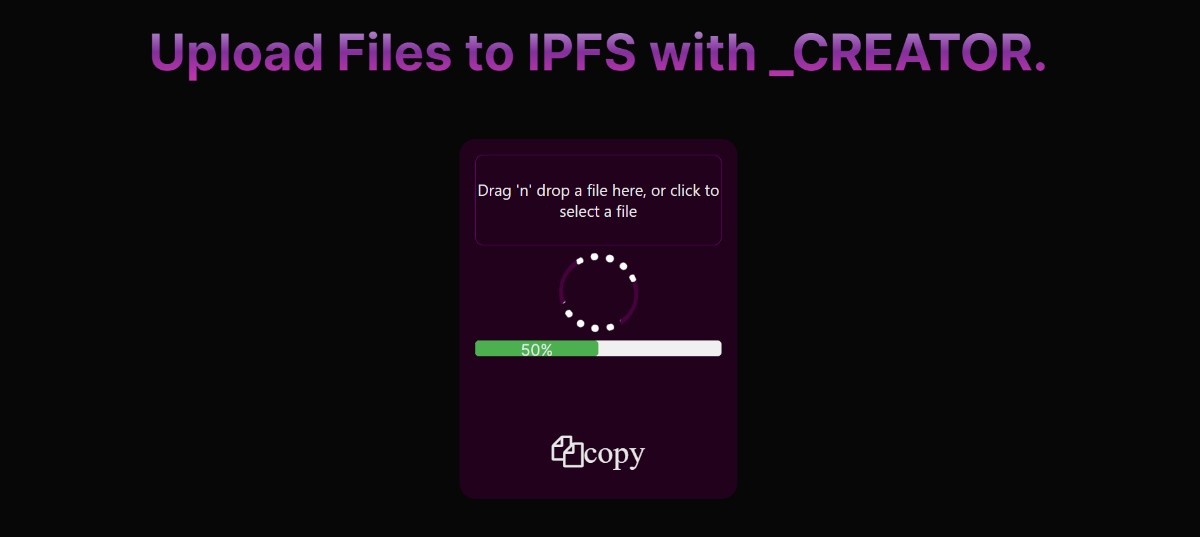 Upload Files to IPFS with _CREATOR.
Drag 'n' drop a file here, or click to
select a file
50%
copy